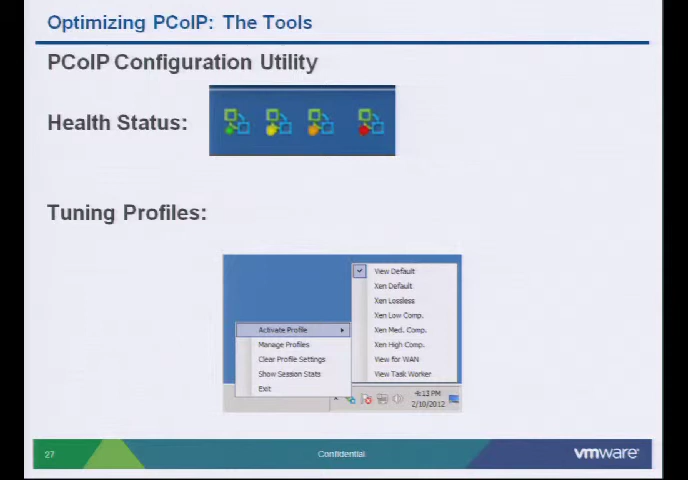 Optimizing PCoIP: The Tools
PCoIP Configuration Utility
Health Status:
Tuning Profiles:
View Default
Xen Default
Xen Lossless
Xen Low Comp.
Xen Med. Comp.
Xen High Comp.
View for WAN
View Task Worker
Activate Profile
Manage Profiles
Clear Profile Settings
Show Session Stats
Exit
4:13 PM
2/10/2012
27
Confidential
vmware